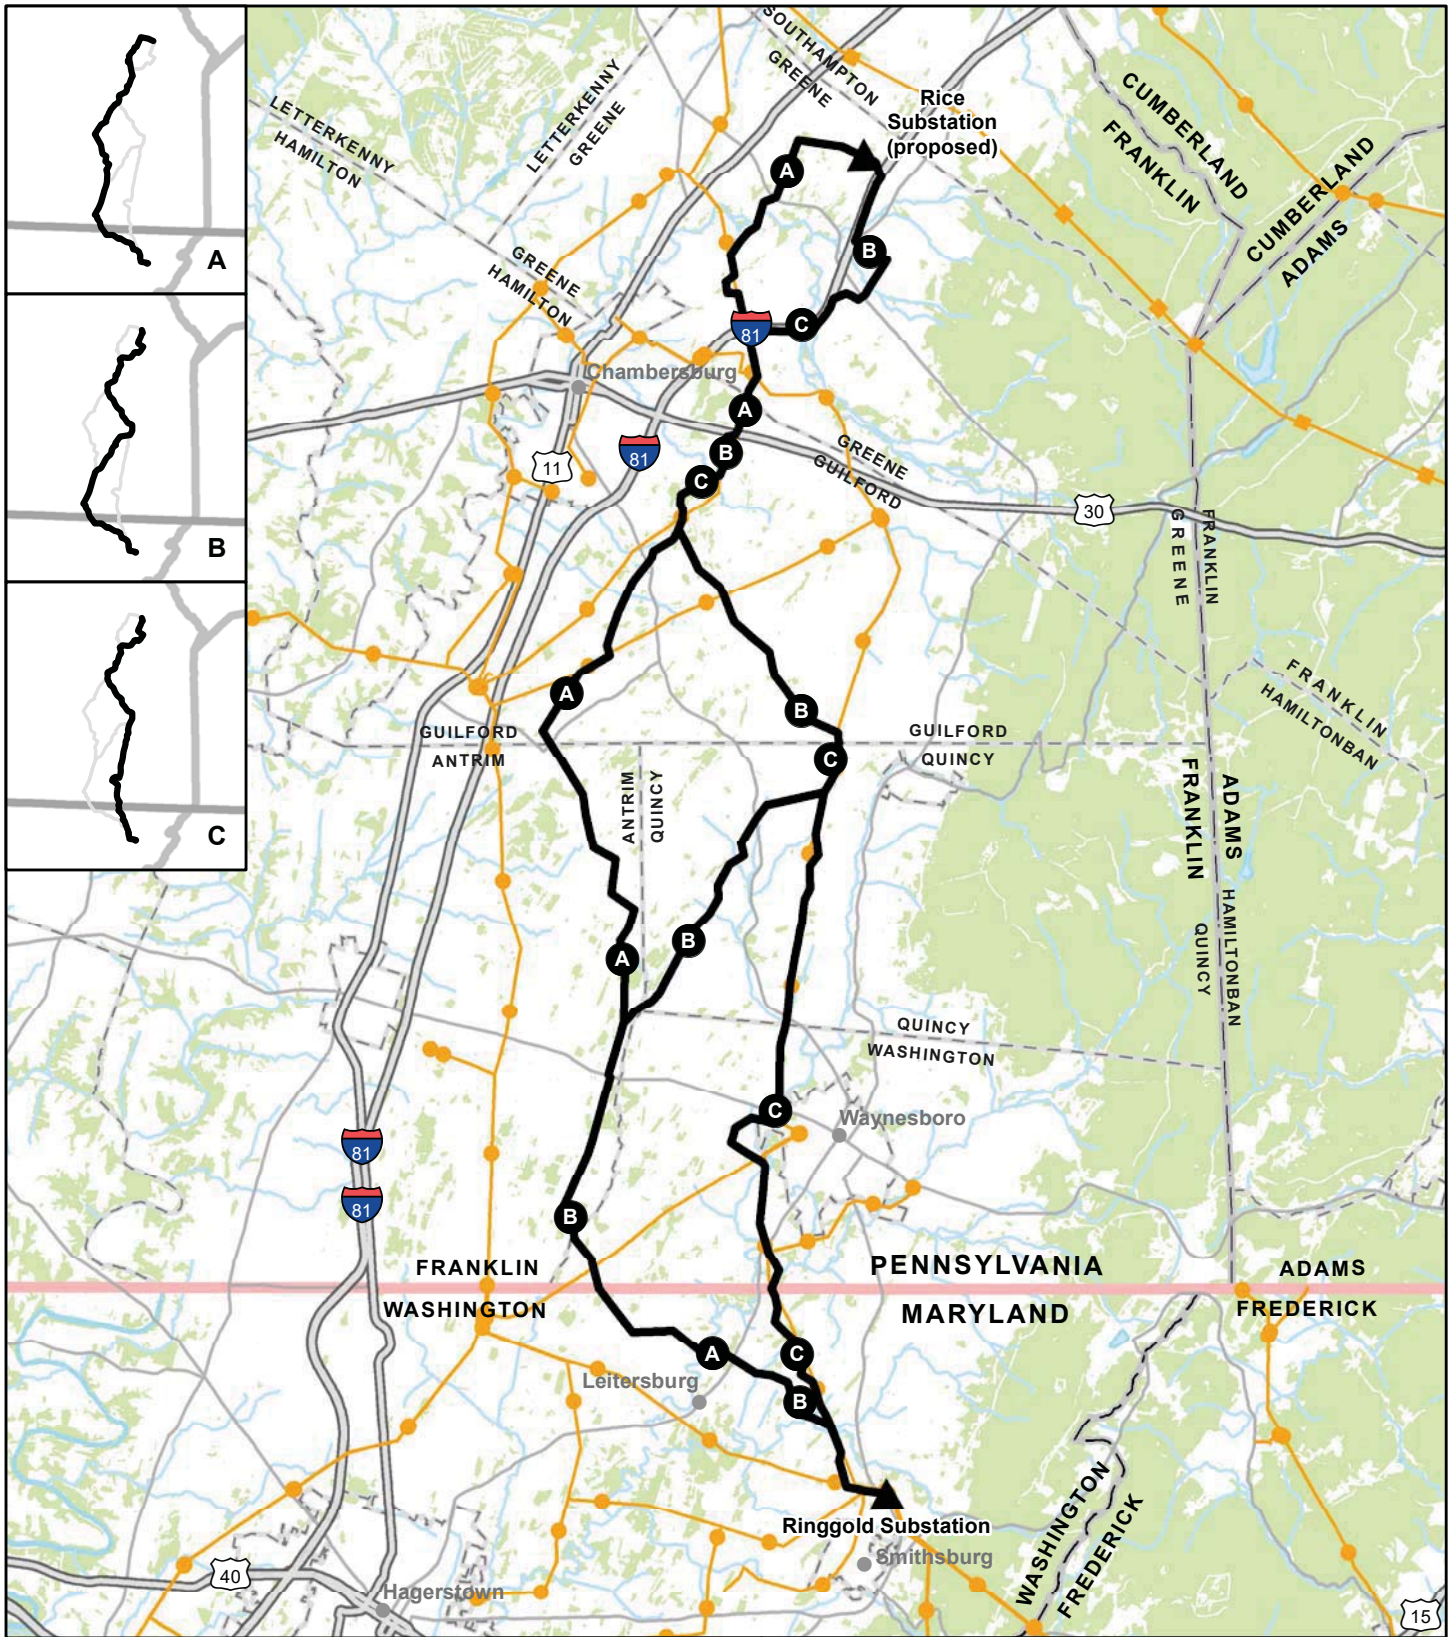 A
B
C
LETTERKENNY
HAMILTON
LETTERKENNY
GREENE
SOUTHAMPTON
GREENE
Rice
Substation
(proposed)
CUMBERLAND
FRANKLIN
CUMBERLAND
ADAMS
A
B
GREENE
HAMILTON
81
C
Chambersburg
A
B
C
81
11
GREENE
GUILFORD
30
FRANKLIN
GREENE
FRANKLIN
HAMILTONBAN
A
B
GUILFORD
ANTRIM
GUILFORD
QUINCY
C
ANTRIM
QUINCY
ADAMS
FRANKLIN
HAMILTONBAN
QUINCY
B
A
QUINCY
WASHINGTON
C
Waynesboro
81
81
B
FRANKLIN
WASHINGTON
PENNSYLVANIA
MARYLAND
ADAMS
FREDERICK
A
C
Leitersburg
B
Ringgold Substation
Smithsburg
WASHINGTON
FREDERICK
40
Hagerstown
15